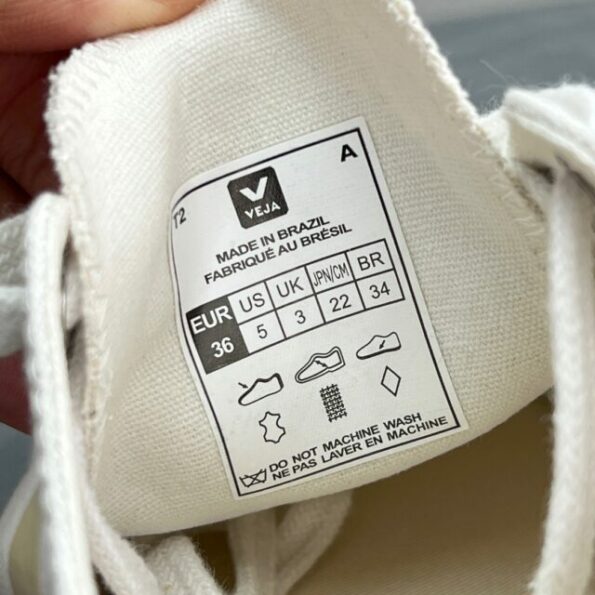 A
T2
V
VEJA
MADE IN BRAZIL
FABRIQUÉ AU BRÉSIL
EUR US UK JPN/CM BR
36 5 3 22 34
DO NOT MACHINE WASH
NE PAS LAVER EN MACHINE